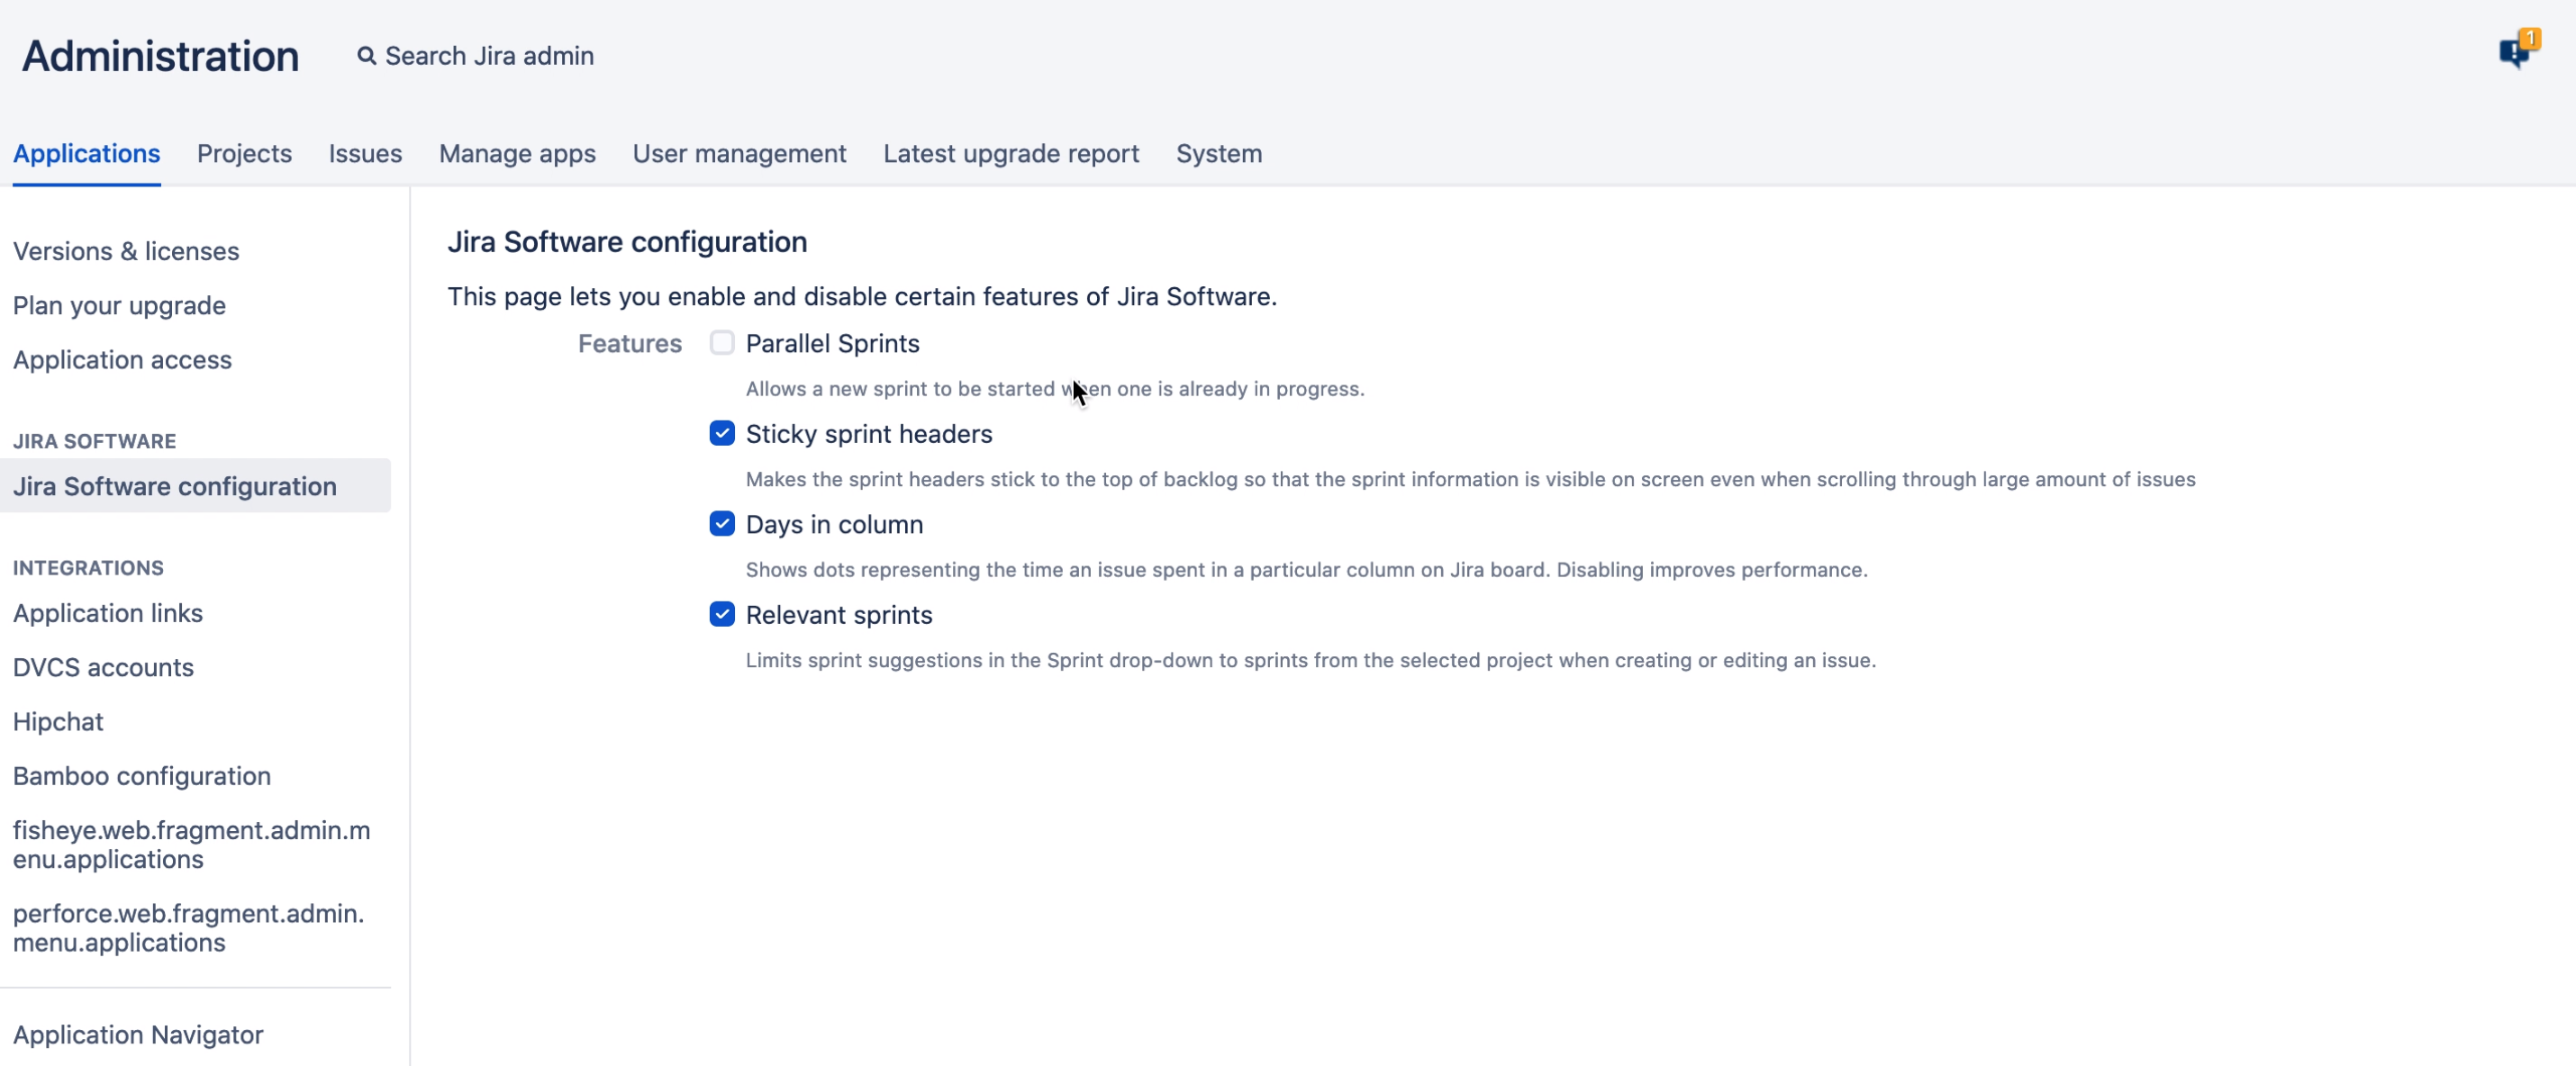 Administration
Search Jira admin
1
Applications
Projects
Issues
Manage apps
User management
Latest upgrade report
System
Versions & licenses
Plan your upgrade
Application access
JIRA SOFTWARE
Jira Software configuration
INTEGRATIONS
Application links
DVCS accounts
Hipchat
Bamboo configuration
fisheye.web.fragment.admin.m
enu.applications
perforce.web.fragment.admin.
menu.applications
Application Navigator
Jira Software configuration
This page lets you enable and disable certain features of Jira Software.
Features
Parallel Sprints
Allows a new sprint to be started when one is already in progress.
Sticky sprint headers
Makes the sprint headers stick to the top of backlog so that the sprint information is visible on screen even when scrolling through large amount of issues
Days in column
Shows dots representing the time an issue spent in a particular column on Jira board. Disabling improves performance.
Relevant sprints
Limits sprint suggestions in the Sprint drop-down to sprints from the selected project when creating or editing an issue.